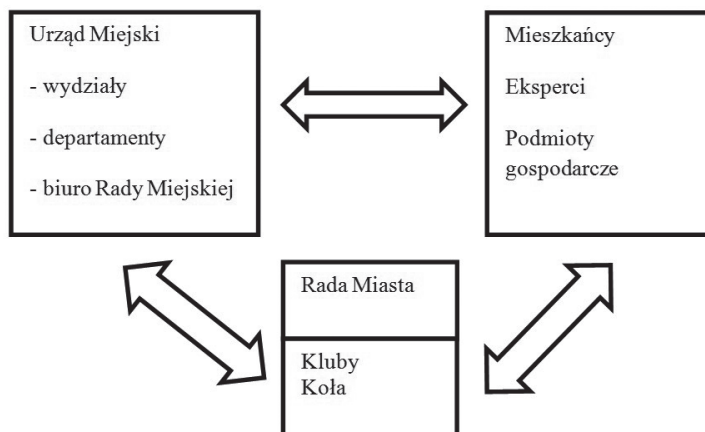 Urząd Miejski
- wydziały
- departamenty
- biuro Rady Miejskiej
Mieszkańcy
Eksperci
Podmioty
gospodarcze
Rada Miasta
Kluby
Koła